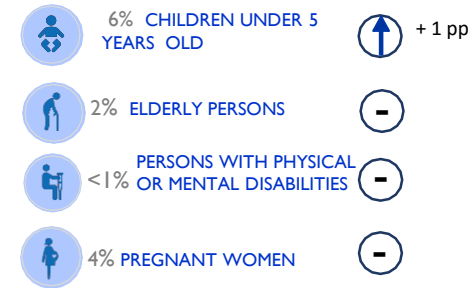 6% CHILDREN UNDER 5
YEARS OLD
+ 1 pp
2% ELDERLY PERSONS
-
<1% PERSONS WITH PHYSICAL
OR MENTAL DISABILITIES
-
4% PREGNANT WOMEN
-